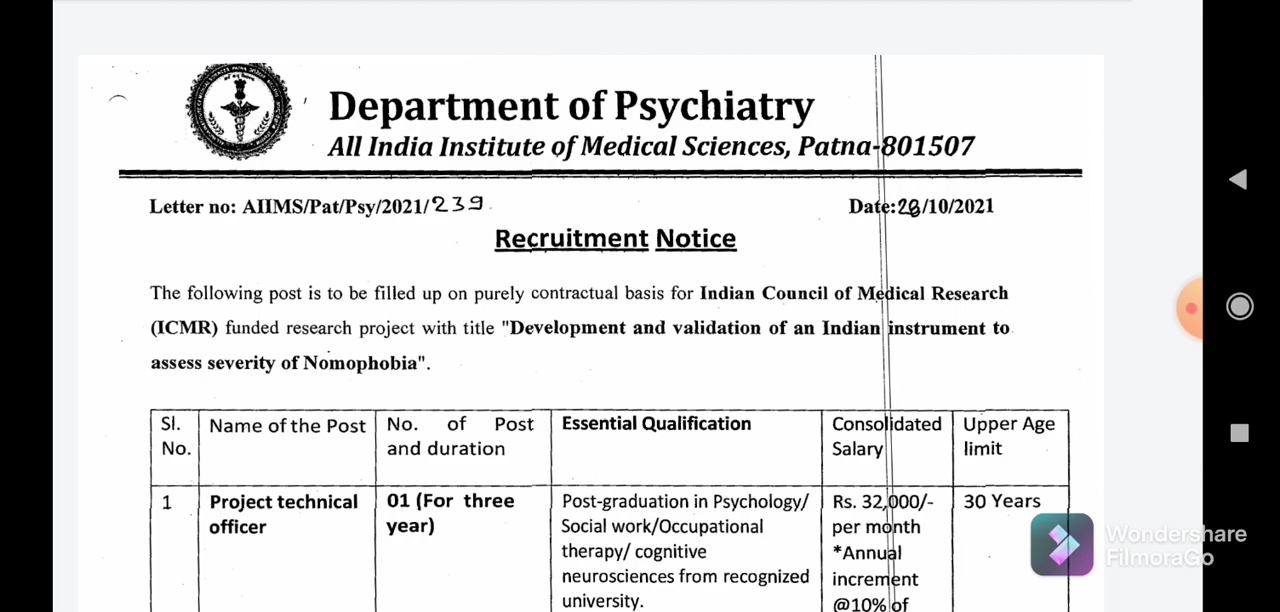 Department of Psychiatry
All India Institute of Medical Sciences, Patna-801507
Letter no: AIIMS/Pat/Psy/2021/239
Date:28/10/2021
Recruitment Notice
The following post is to be filled up on purely contractual basis for Indian Council of Medical Research
(ICMR) funded research project with title "Development and validation of an Indian instrument to
assess severity of Nomophobia".
Sl.
No.
Name of the Post
No. of Post
and duration
Essential Qualification
Consolidated
Salary
Upper Age
limit
1
Project technical
officer
01 (For three
year)
Post-graduation in Psychology/
Social work/Occupational
therapy/ cognitive
neurosciences from recognized
university.
Rs. 32,000/-
per month
*Annual
increment
@10% of
30 Years
Wondershare
FilmoraGo